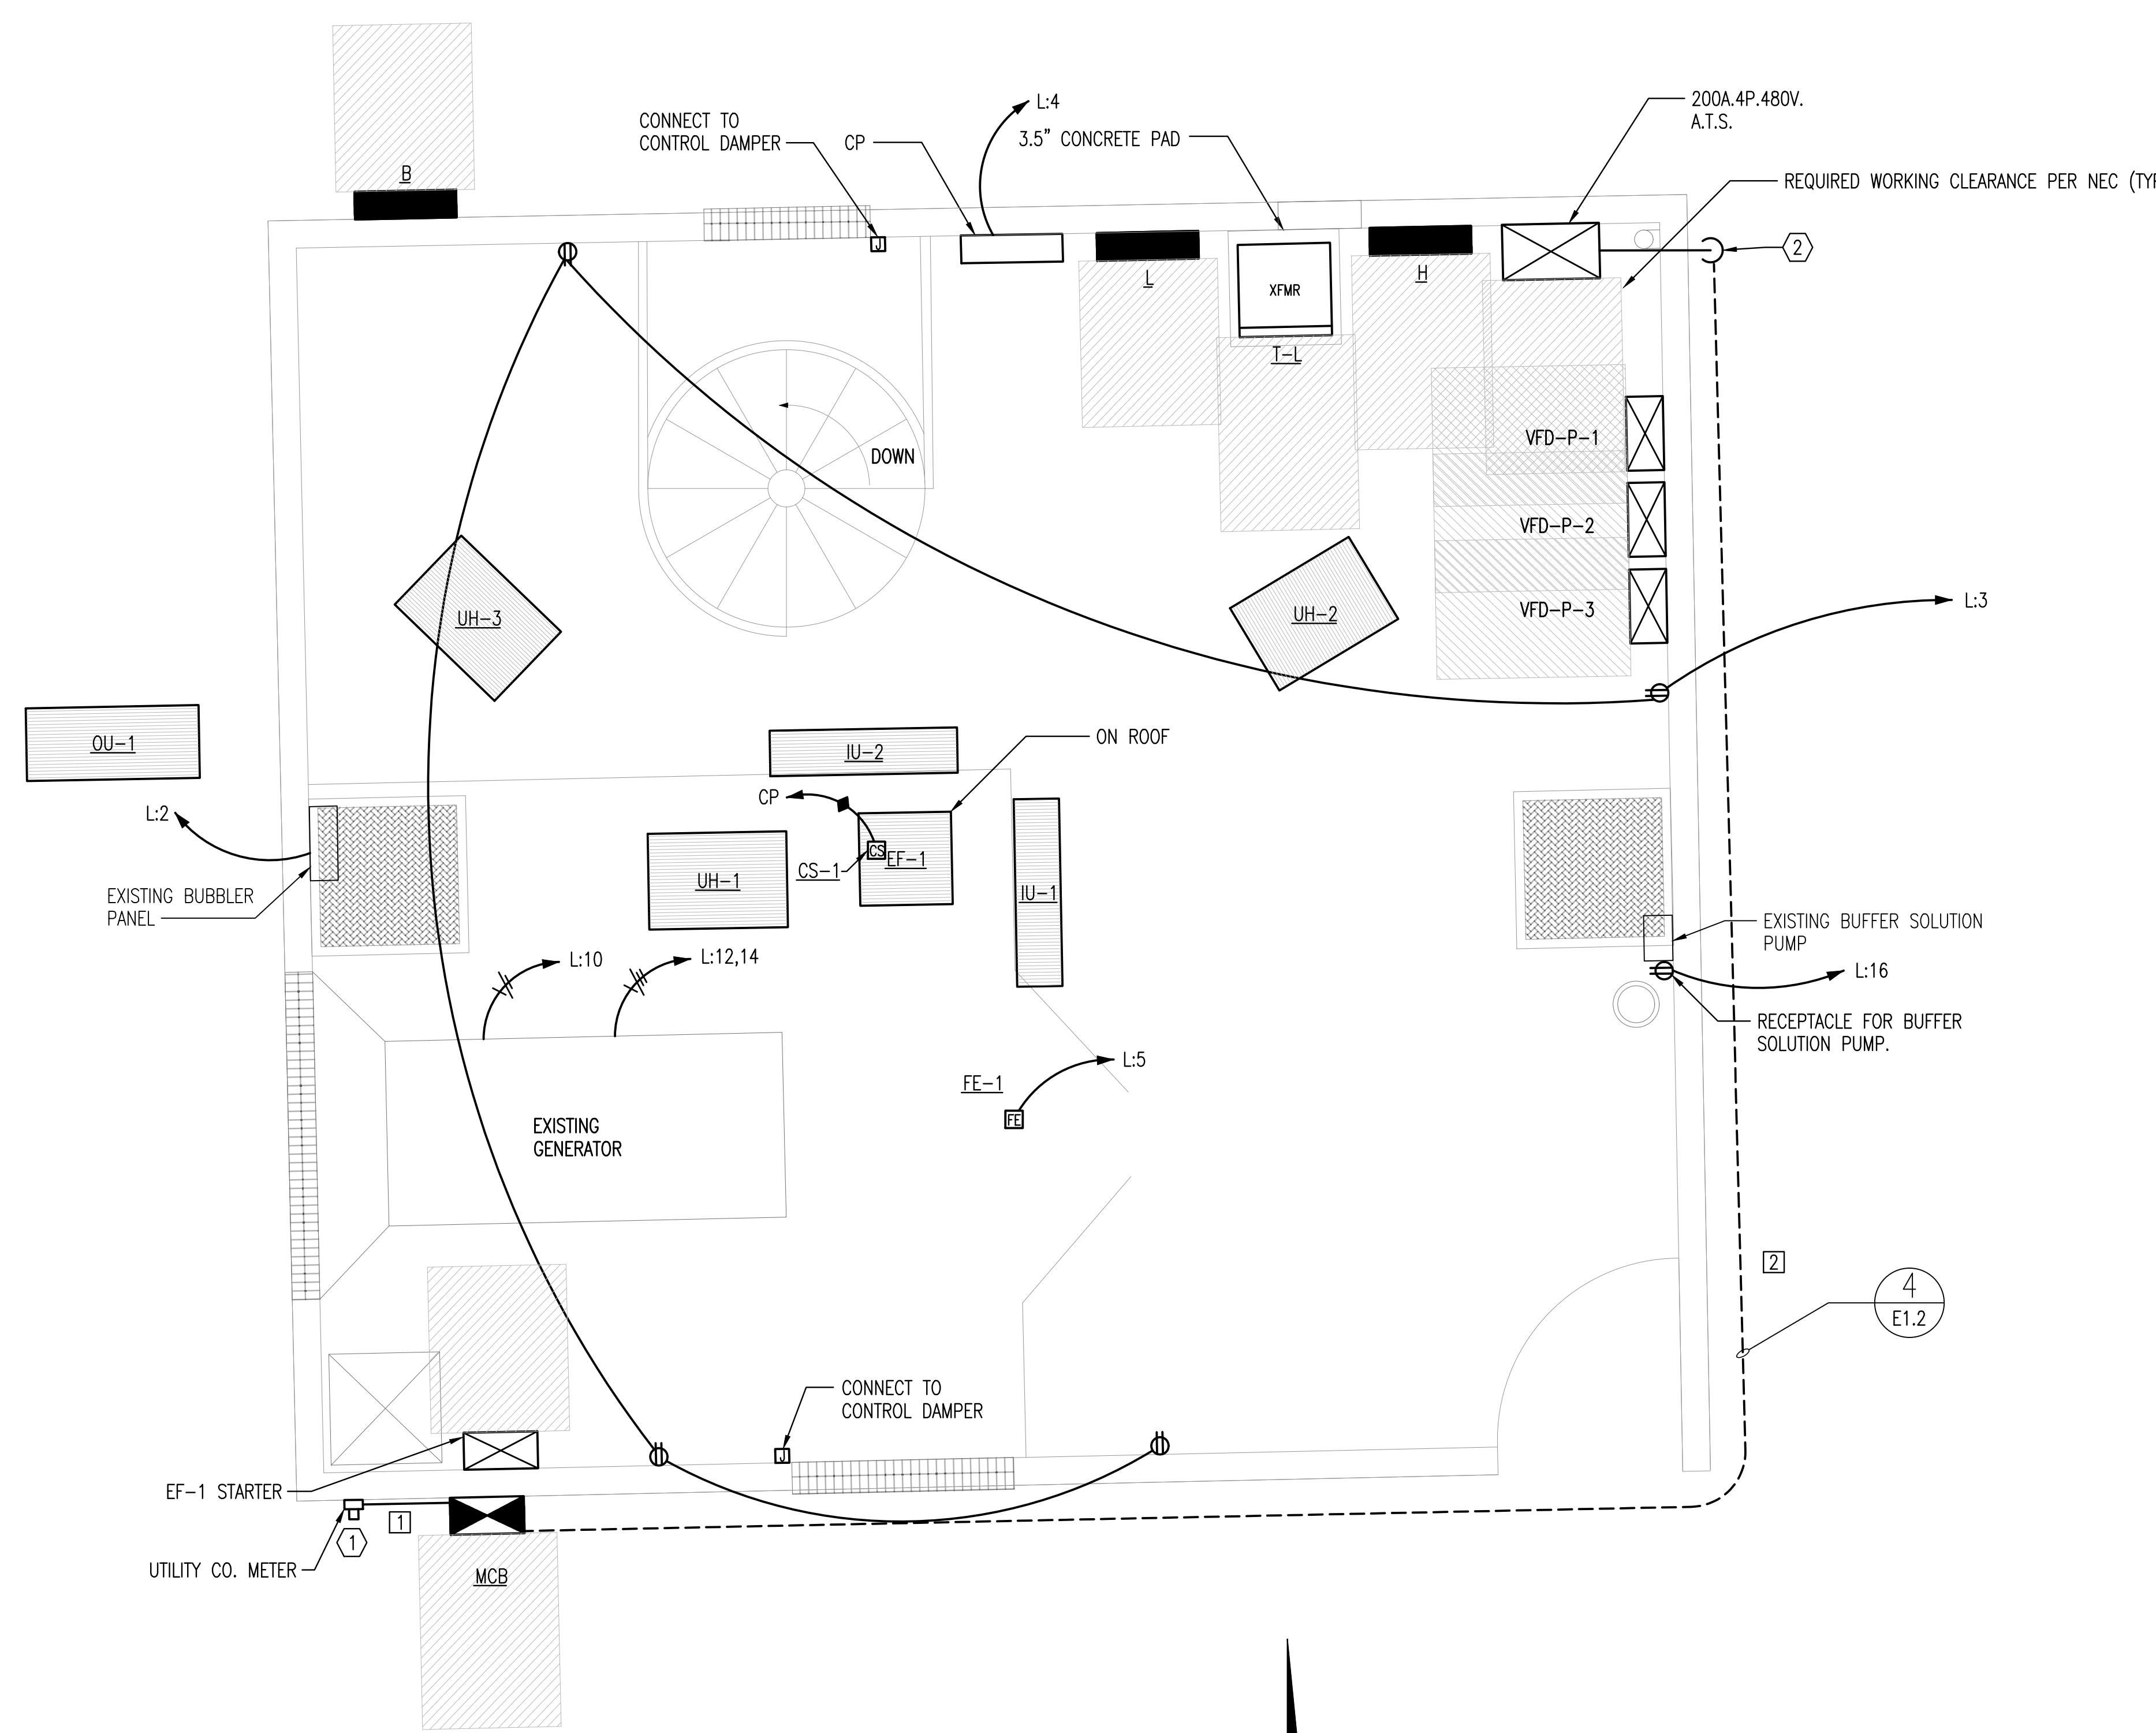 L:4
200A.4P.480V.
A.T.S.
CONNECT TO
CONTROL DAMPER
CP
3.5" CONCRETE PAD
B
REQUIRED WORKING CLEARANCE PER NEC (TYP
J
2
L
XFMR
H
T-L
VFD-P-1
DOWN
VFD-P-2
UH-3
UH-2
VFD-P-3
L:3
OU-1
IU-2
ON ROOF
CP
L:2
CS
EF-1
CS-1
UH-1
IU-1
EXISTING BUBBLER
PANEL
EXISTING BUFFER SOLUTION
PUMP
L:10
L:12,14
L:16
RECEPTACLE FOR BUFFER
SOLUTION PUMP.
L:5
FE-1
FE
EXISTING
GENERATOR
2
4
E1.2
CONNECT TO
CONTROL DAMPER
J
EF-1 STARTER
1
1
UTILITY CO. METER
MCB